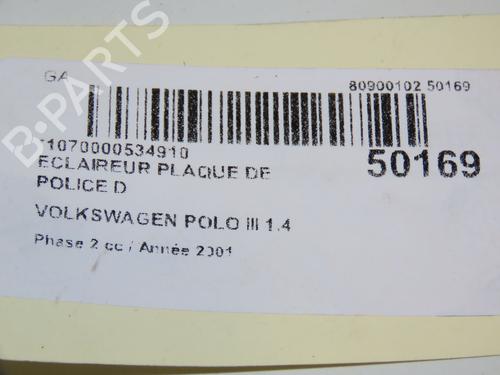 B-PARTS
GA
80900102 50169
1070000534910
50169
ECLAIREUR PLAQUE DE
POLICE D
VOLKSWAGEN POLO III 1.4
Phase 2 cc / Année 2001